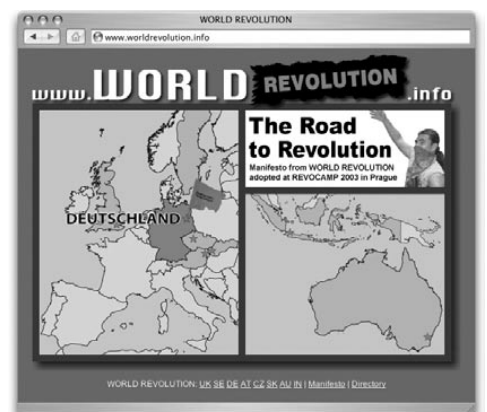 WORLD REVOLUTION
www.worldrevolution.info
www.WORLD REVOLUTION.info
The Road
to Revolution
Manifesto from WORLD REVOLUTION
adopted at REVOCAMP 2003 in Prague
DEUTSCHLAND
WORLD REVOLUTION: UK SE DE AT CZ SK AU IN | Manifesto | Directory